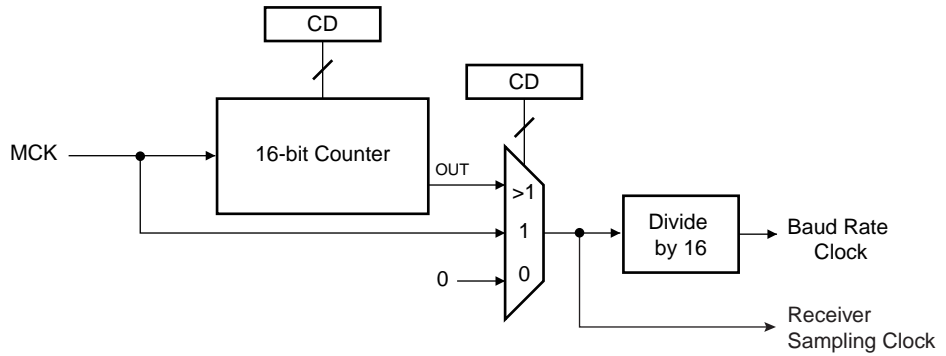 CD
CD
MCK
16-bit Counter
OUT
>1
1
0
0
Divide
by 16
Baud Rate
Clock
Receiver
Sampling Clock